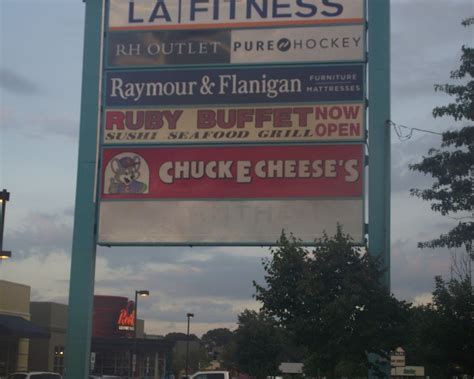 LA|FITNESS
RH OUTLET PURE HOCKEY
Raymour & Flanigan FURNITURE
MATTRESSES
RUBY BUFFET NOW
SUSHI SEAFOOD GRILL OPEN
CHUCK E CHEESE'S